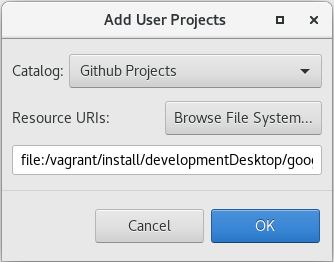 Add User Projects
Catalog: Github Projects
Resource URIs: Browse File System...
file:/vagrant/install/developmentDesktop/goo
Cancel OK